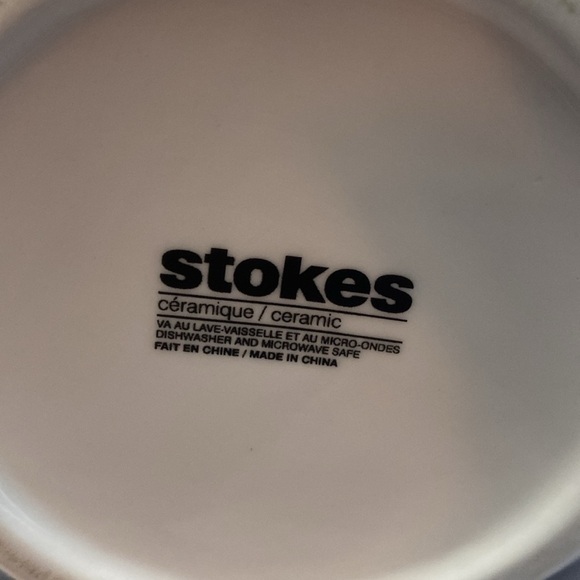 stokes
céramique / ceramic
VA AU LAVE-VAISSELLE ET AU MICRO-ONDES
DISHWASHER AND MICROWAVE SAFE
FAIT EN CHINE / MADE IN CHINA